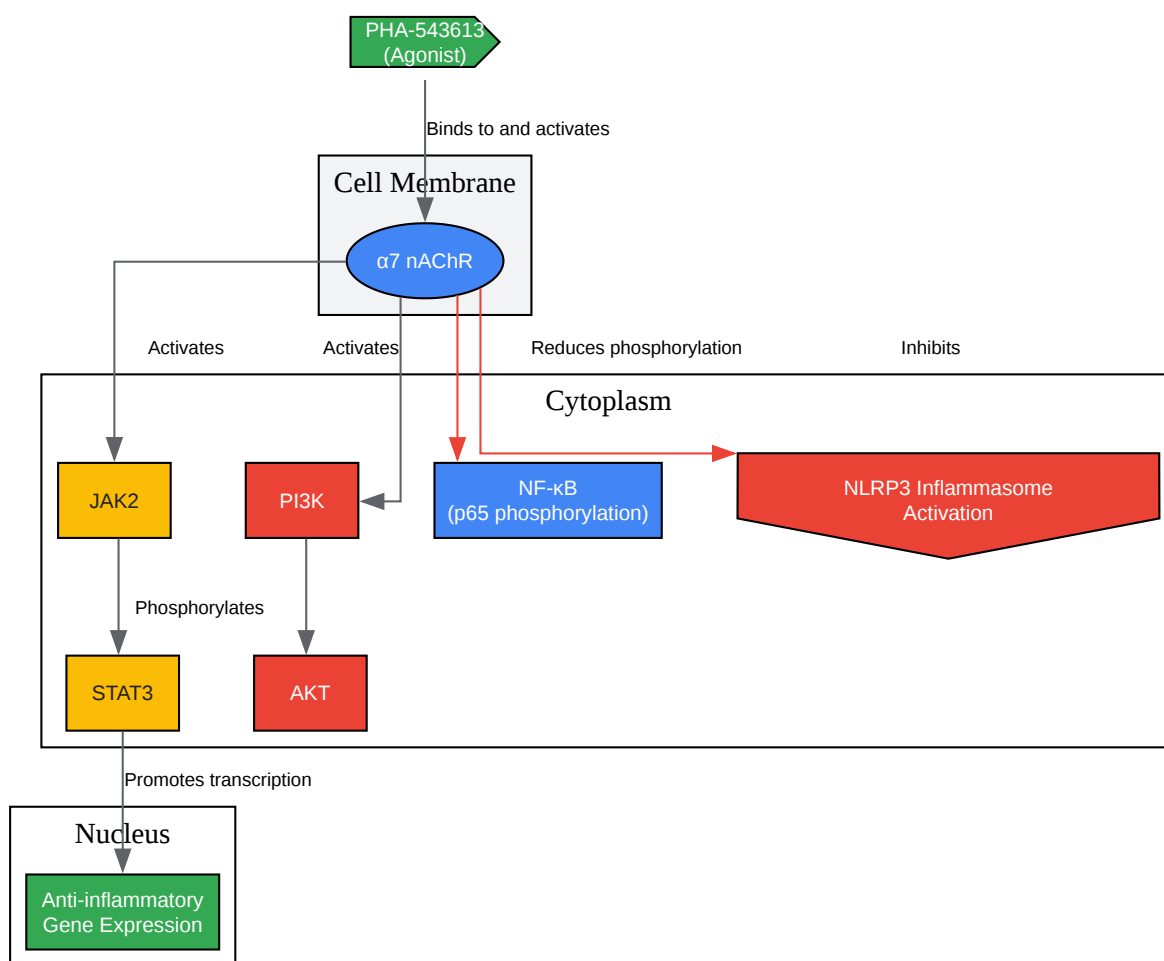 PHA-543613
(Agonist)
Binds to and activates
Cell Membrane
α7 nAChR
Activates
Activates
Reduces phosphorylation
Inhibits
Cytoplasm
JAK2
PI3K
NF-κB
(p65 phosphorylation)
NLRP3 Inflammasome
Activation
Phosphorylates
STAT3
AKT
Promotes transcription
Nucleus
Anti-inflammatory
Gene Expression